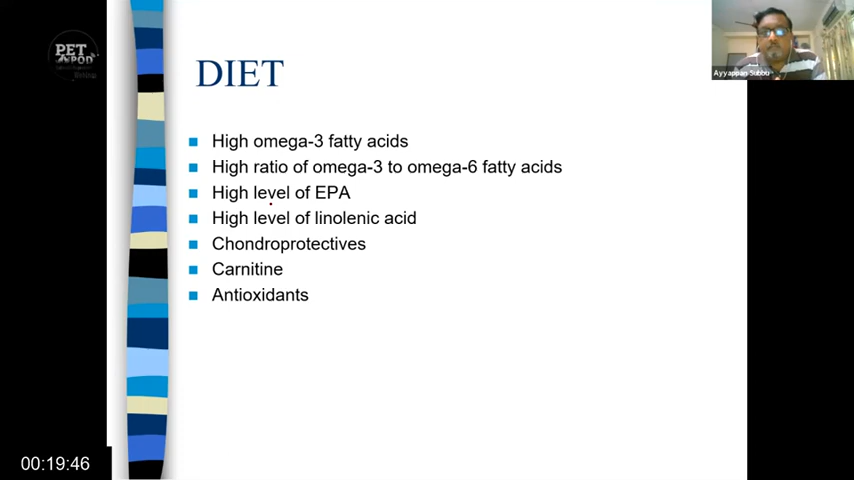 PET
POD
Ayyappan Subbu
DIET
High omega-3 fatty acids
High ratio of omega-3 to omega-6 fatty acids
High level of EPA
High level of linolenic acid
Chondroprotectives
Carnitine
Antioxidants
00:19:46